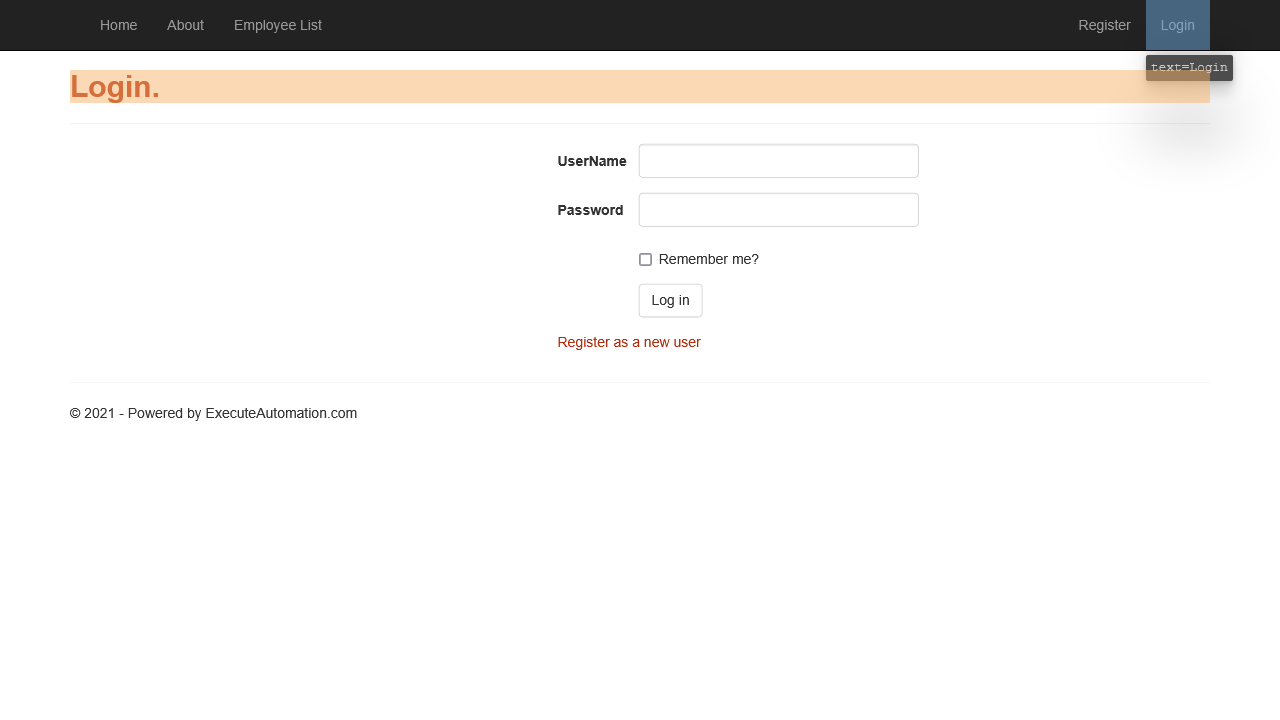 Home About Employee List Register Login
text=Login
Login.
UserName
Password
Remember me?
Log in
Register as a new user
© 2021 - Powered by ExecuteAutomation.com